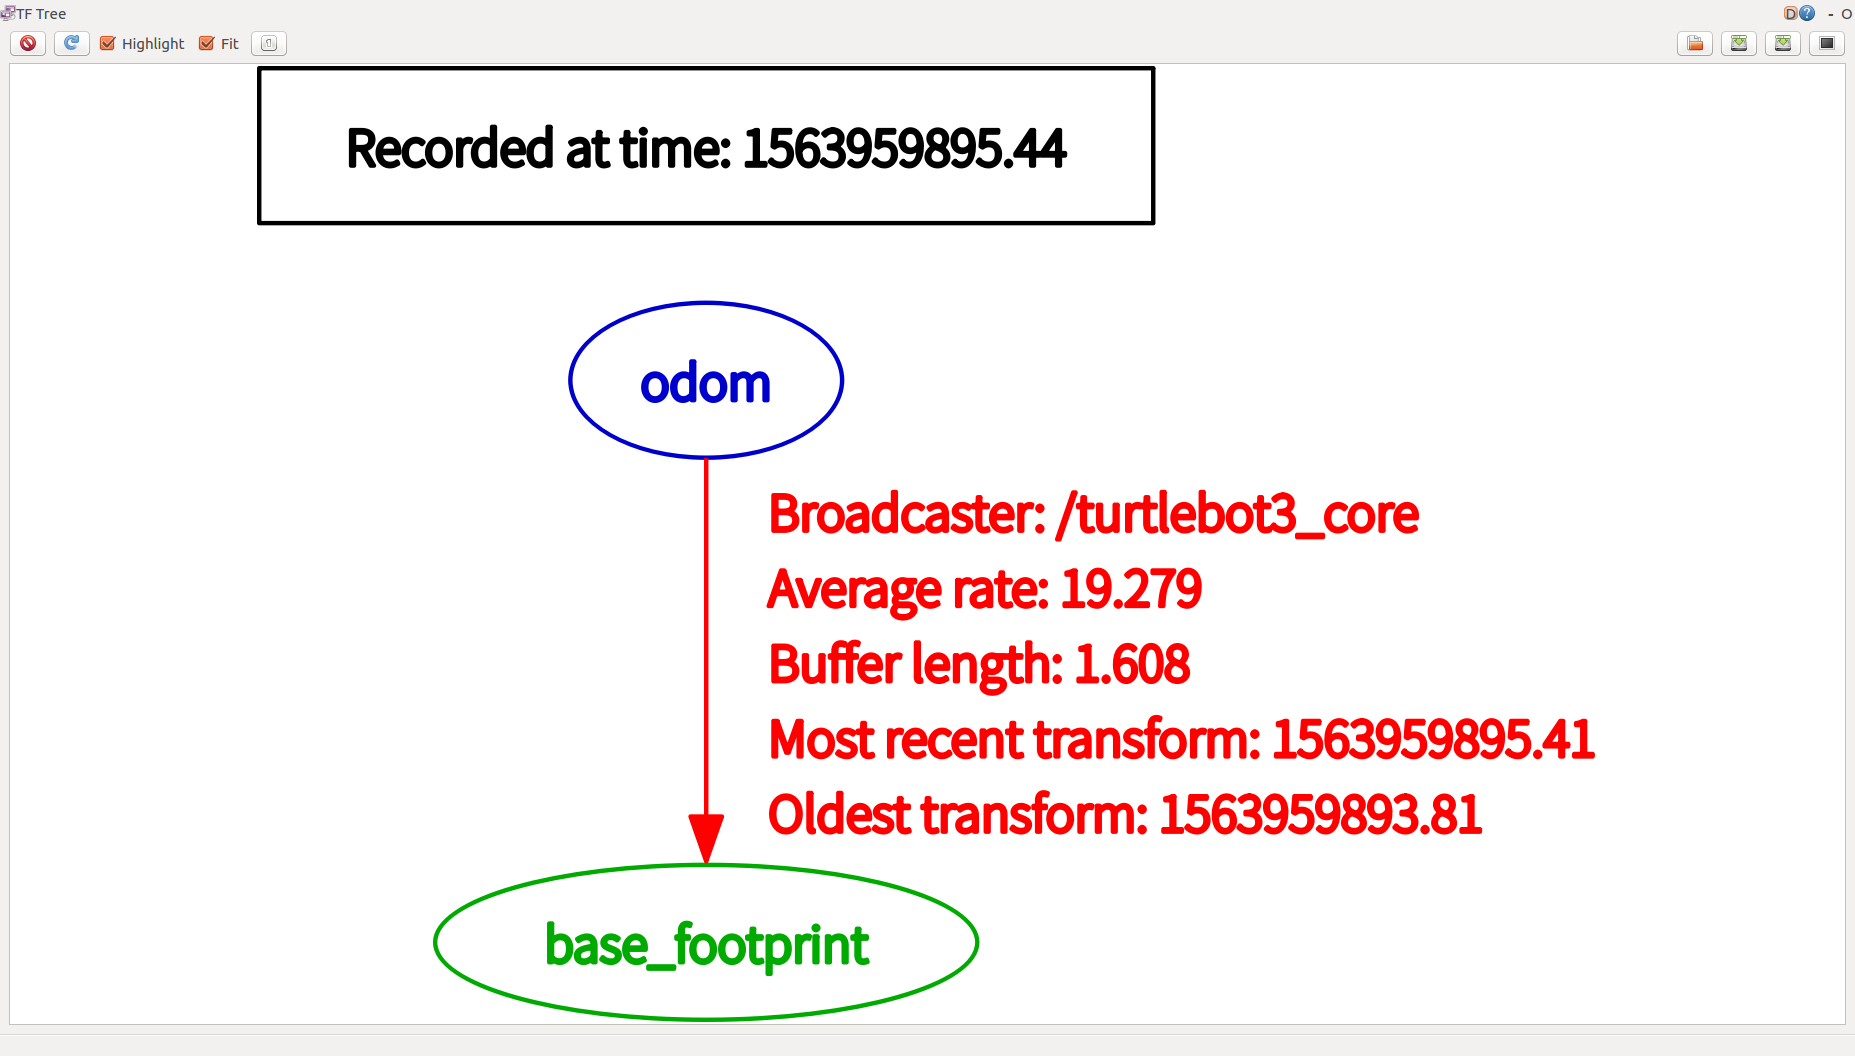 TF Tree
D ? - O
Highlight Fit
Recorded at time: 1563959895.44
odom
Broadcaster: /turtlebot3_core
Average rate: 19.279
Buffer length: 1.608
Most recent transform: 1563959895.41
Oldest transform: 1563959893.81
base_footprint